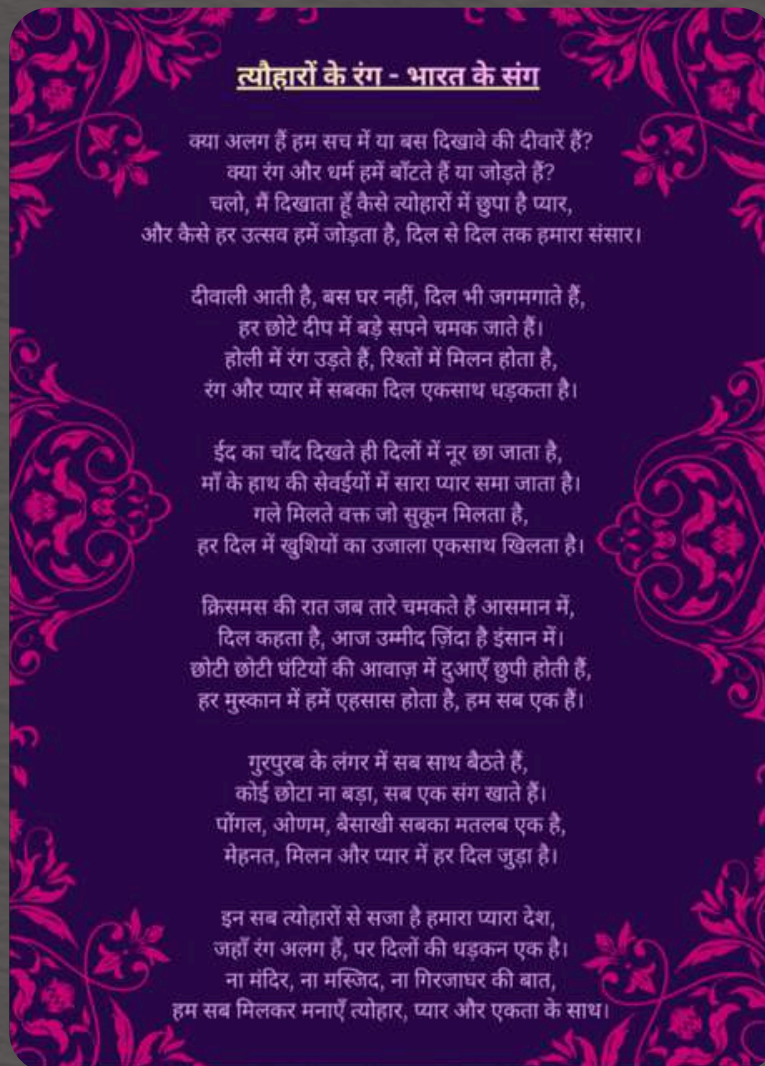 त्यौहारों के रंग - भारत के संग
क्या अलग हैं हम सच में या बस दिखावे की दीवारें हैं?
क्या रंग और धर्म हमें बाँटते हैं या जोड़ते हैं?
चलो, मैं दिखाता हूँ कैसे त्योहारों में छुपा है प्यार,
और कैसे हर उत्सव हमें जोड़ता है, दिल से दिल तक हमारा संसार।
दीवाली आती है, बस घर नहीं, दिल भी जगमगाते हैं,
हर छोटे दीप में बड़े सपने चमक जाते हैं।
होली में रंग उड़ते हैं, रिश्तों में मिलन होता है,
रंग और प्यार में सबका दिल एकसाथ धड़कता है।
ईद का चाँद दिखते ही दिलों में नूर छा जाता है,
माँ के हाथ की सेवईयों में सारा प्यार समा जाता है।
गले मिलते वक्त जो सुकून मिलता है,
हर दिल में खुशियों का उजाला एकसाथ खिलता है।
क्रिसमस की रात जब तारे चमकते हैं आसमान में,
दिल कहता है, आज उम्मीद ज़िंदा है इंसान में।
छोटी छोटी घंटियों की आवाज़ में दुआएँ छुपी होती हैं,
हर मुस्कान में हमें एहसास होता है, हम सब एक हैं।
गुरपुरब के लंगर में सब साथ बैठते हैं,
कोई छोटा ना बड़ा, सब एक संग खाते हैं।
पोंगल, ओणम, बैसाखी सबका मतलब एक है,
मेहनत, मिलन और प्यार में हर दिल जुड़ा है।
इन सब त्योहारों से सजा है हमारा प्यारा देश,
जहाँ रंग अलग हैं, पर दिलों की धड़कन एक है।
ना मंदिर, ना मस्जिद, ना गिरजाघर की बात,
हम सब मिलकर मनाएँ त्योहार, प्यार और एकता के साथ।